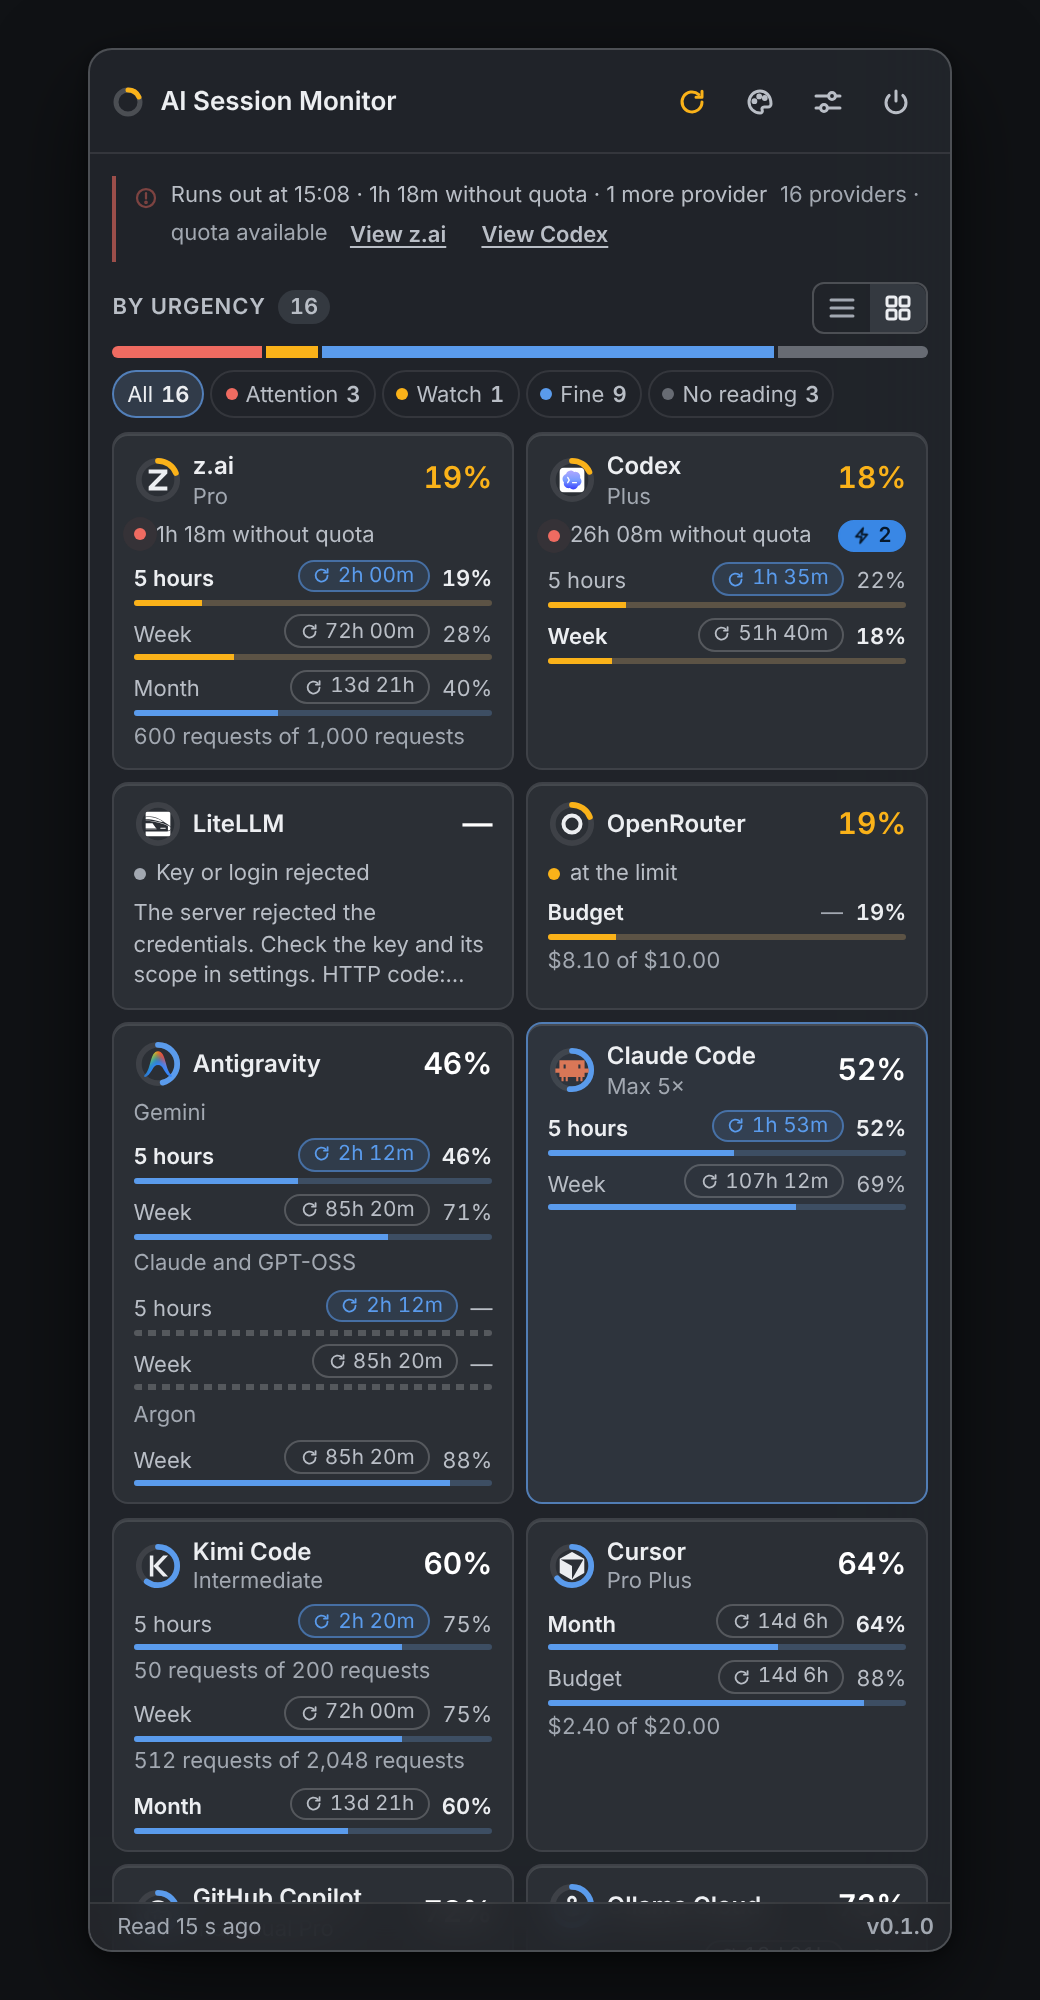 AI Session Monitor
Runs out at 15:08 · 1h 18m without quota · 1 more provider 16 providers ·
quota available View z.ai View Codex
BY URGENCY 16
All 16 Attention 3 Watch 1 Fine 9 No reading 3
z.ai
Pro
19%
1h 18m without quota
5 hours 2h 00m 19%
Week 72h 00m 28%
Month 13d 21h 40%
600 requests of 1,000 requests
Codex
Plus
18%
26h 08m without quota 2
5 hours 1h 35m 22%
Week 51h 40m 18%
LiteLLM —
Key or login rejected
The server rejected the
credentials. Check the key and its
scope in settings. HTTP code:...
OpenRouter 19%
at the limit
Budget — 19%
$8.10 of $10.00
Antigravity 46%
Gemini
5 hours 2h 12m 46%
Week 85h 20m 71%
Claude and GPT-OSS
5 hours 2h 12m —
Week 85h 20m —
Argon
Week 85h 20m 88%
Claude Code
Max 5×
52%
5 hours 1h 53m 52%
Week 107h 12m 69%
Kimi Code
Intermediate
60%
5 hours 2h 20m 75%
50 requests of 200 requests
Week 72h 00m 75%
512 requests of 2,048 requests
Month 13d 21h 60%
Cursor
Pro Plus
64%
Month 14d 6h 64%
Budget 14d 6h 88%
$2.40 of $20.00
GitHub Copilot
Ollama Cloud
Read 15 s ago v0.1.0